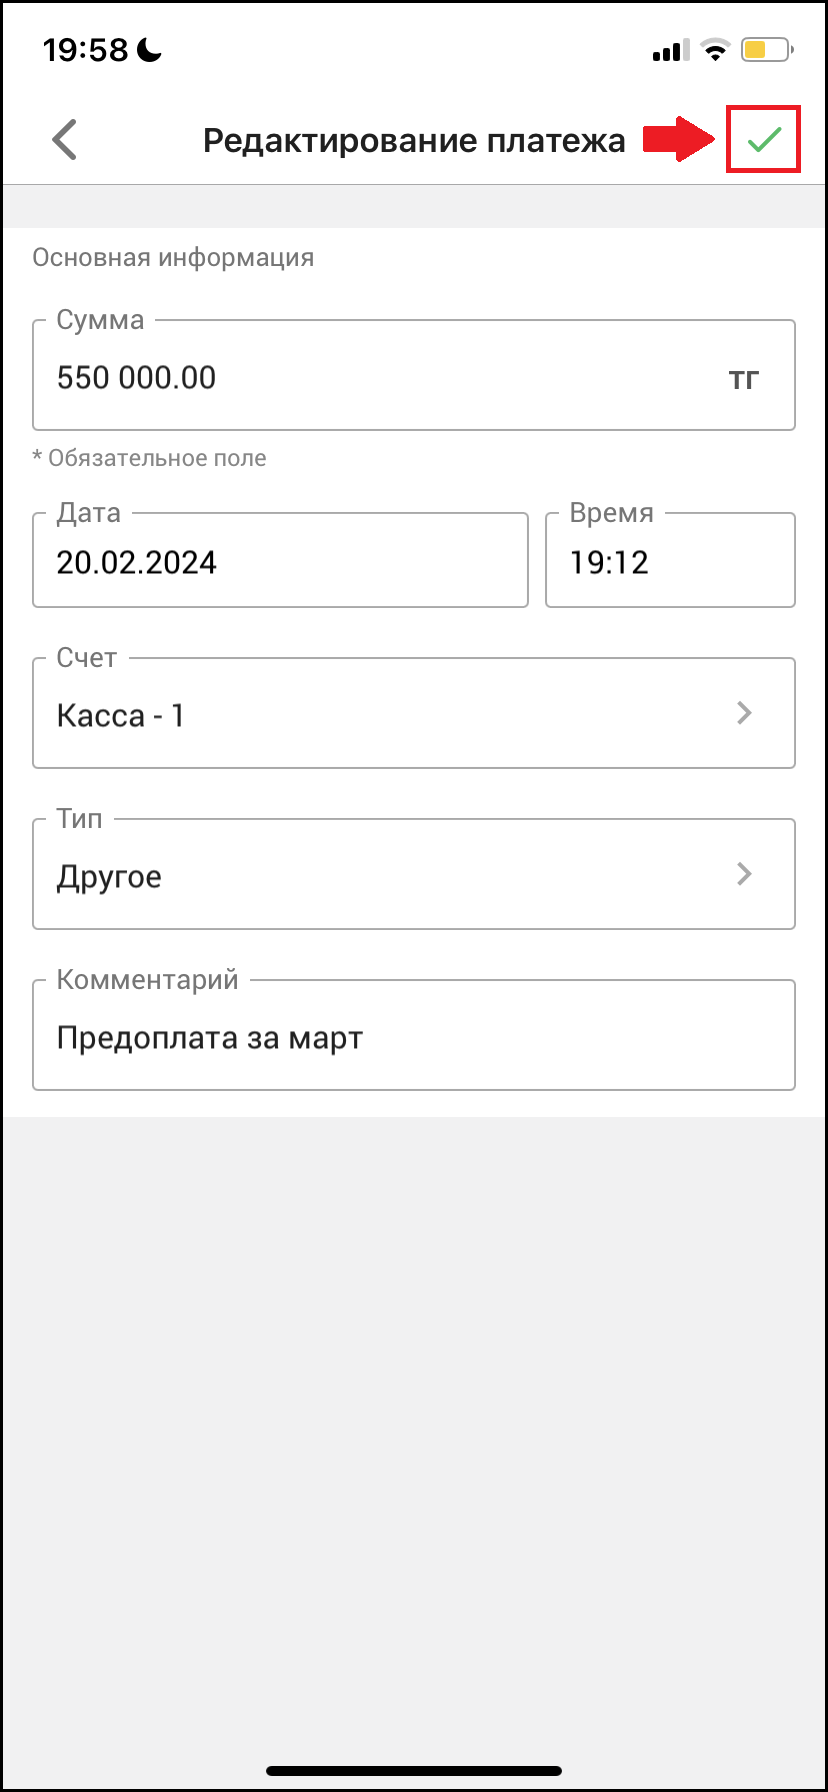 19:58
Редактирование платежа
Основная информация
Сумма
550 000.00 тг
* Обязательное поле
Дата
20.02.2024
Время
19:12
Счет
Касса - 1
Тип
Другое
Комментарий
Предоплата за март